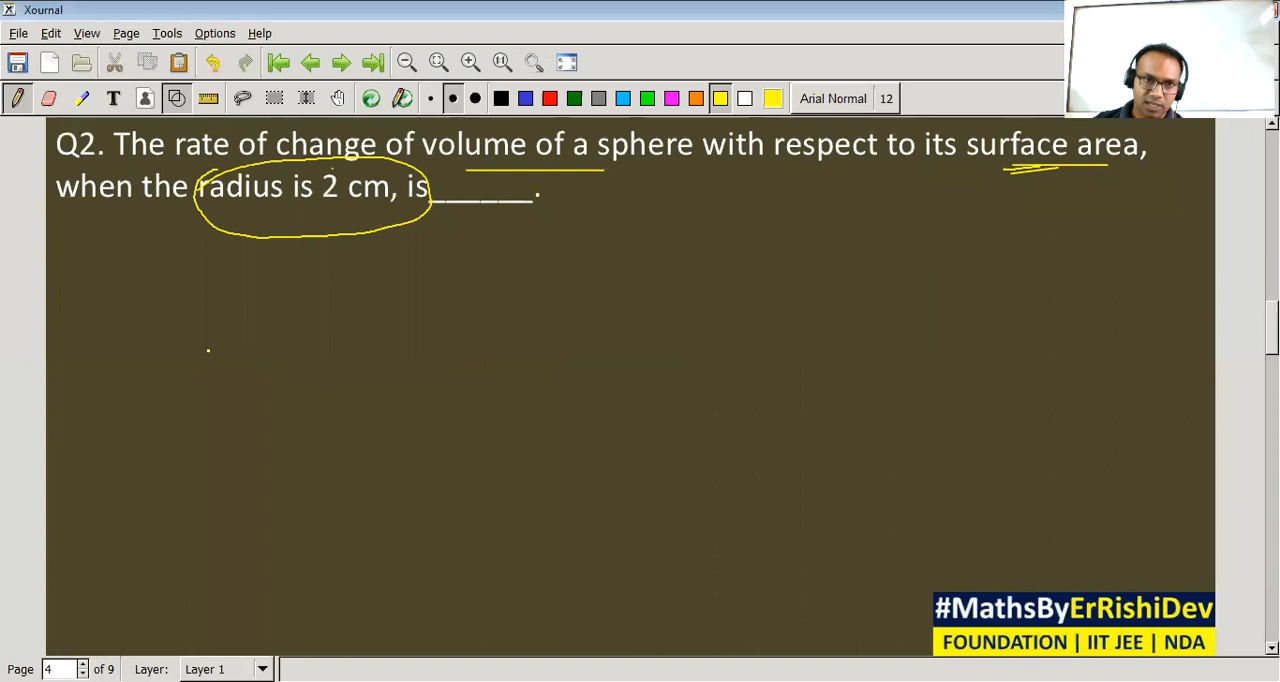 Xournal
File Edit View Page Tools Options Help
Arial Normal 12
Q2. The rate of change of volume of a sphere with respect to its surface area,
when the radius is 2 cm, is______.
#MathsByErRishiDev
FOUNDATION | IIT JEE | NDA
Page 4 of 9 Layer: Layer 1